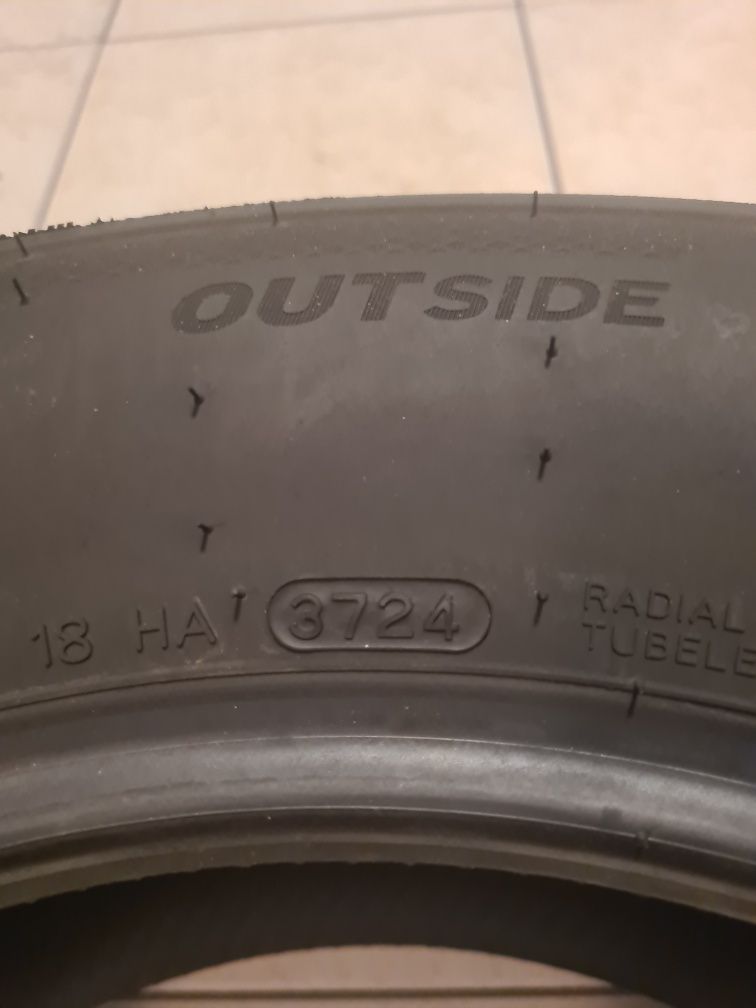 OUTSIDE
18 HA 3724
RADIAL
TUBELE